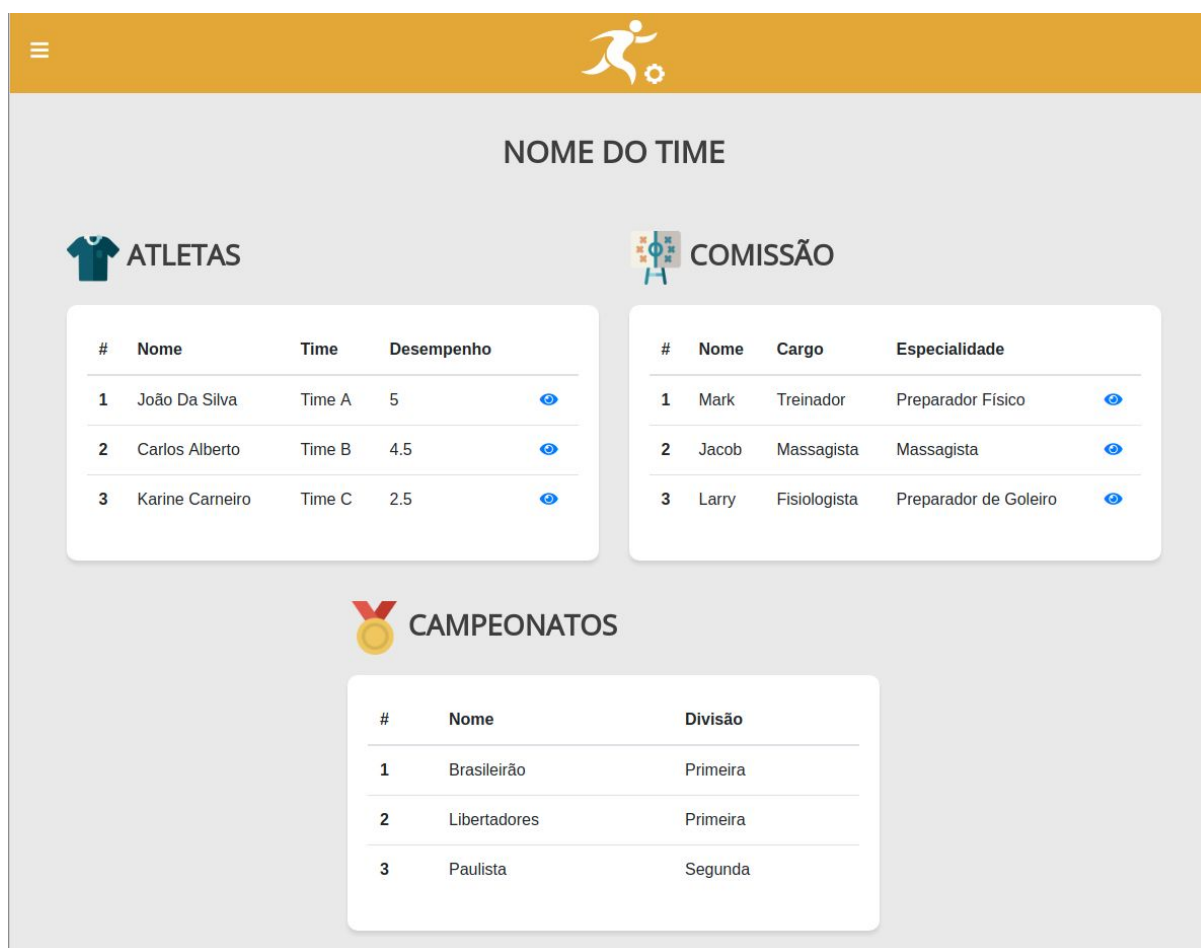 NOME DO TIME
ATLETAS
# Nome Time Desempenho
1 João Da Silva Time A 5
2 Carlos Alberto Time B 4.5
3 Karine Carneiro Time C 2.5
COMISSÃO
# Nome Cargo Especialidade
1 Mark Treinador Preparador Físico
2 Jacob Massagista Massagista
3 Larry Fisiologista Preparador de Goleiro
CAMPEONATOS
# Nome Divisão
1 Brasileirão Primeira
2 Libertadores Primeira
3 Paulista Segunda